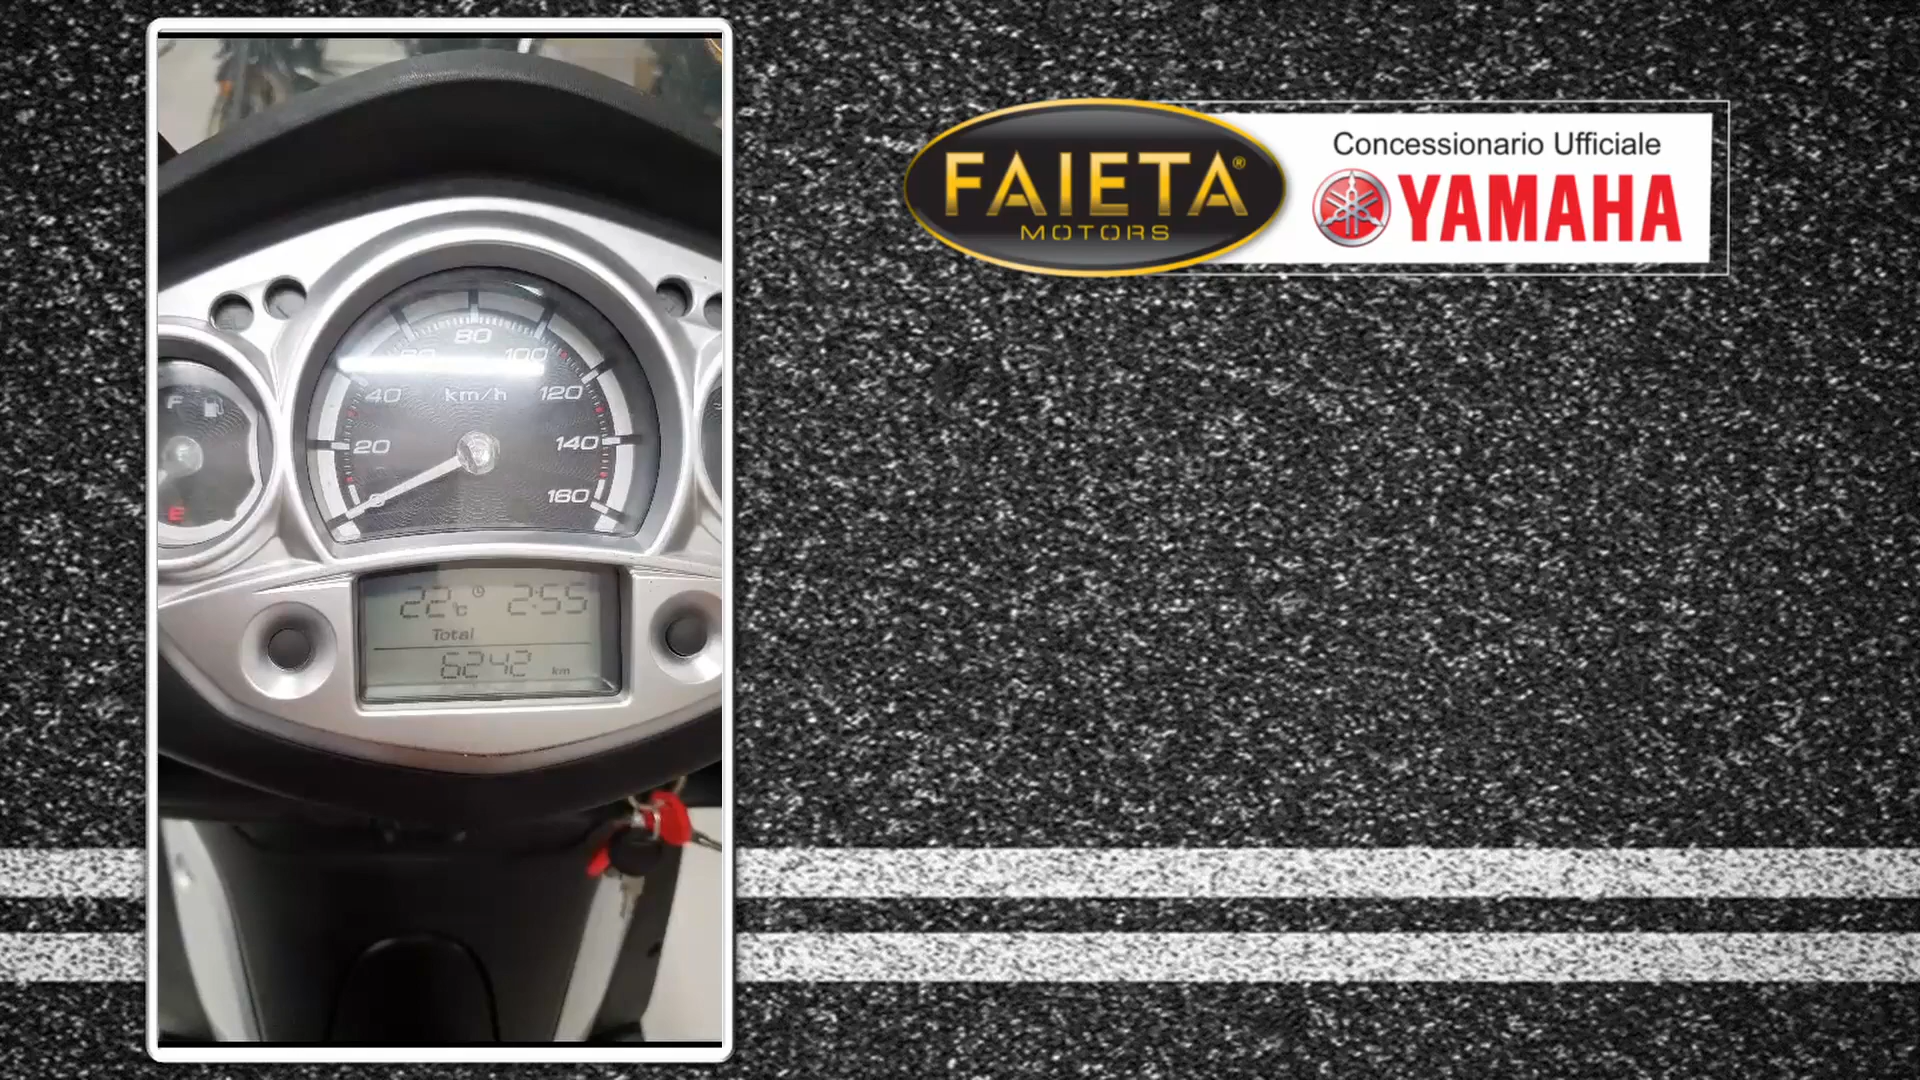 FAIETA®
MOTORS
Concessionario Ufficiale
YAMAHA
80
100
40
km/h
120
20
140
0
160
F
E
22°C 2:55
Total
6242 km